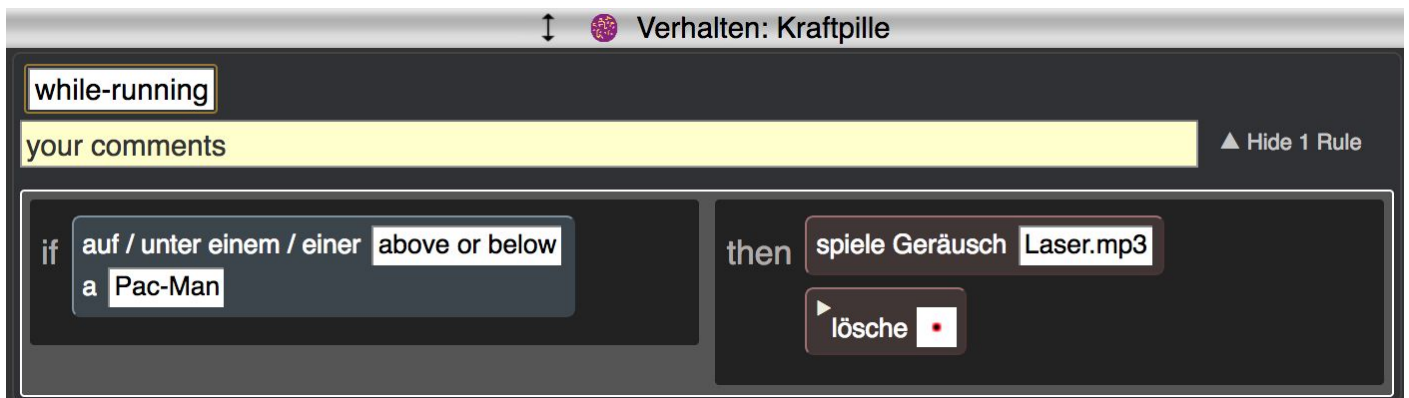 Verhalten: Kraftpille
while-running
your comments
▲ Hide 1 Rule
if auf / unter einem / einer above or below
a Pac-Man
then spiele Geräusch Laser.mp3
lösche